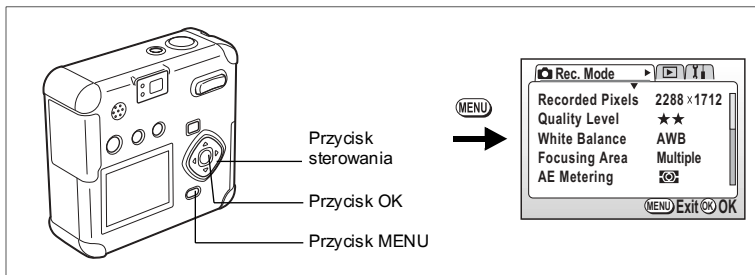 Przycisk
sterowania
Przycisk OK
Przycisk MENU
MENU
Rec. Mode
Recorded Pixels 2288×1712
Quality Level ★★
White Balance AWB
Focusing Area Multiple
AE Metering
MENU Exit OK OK